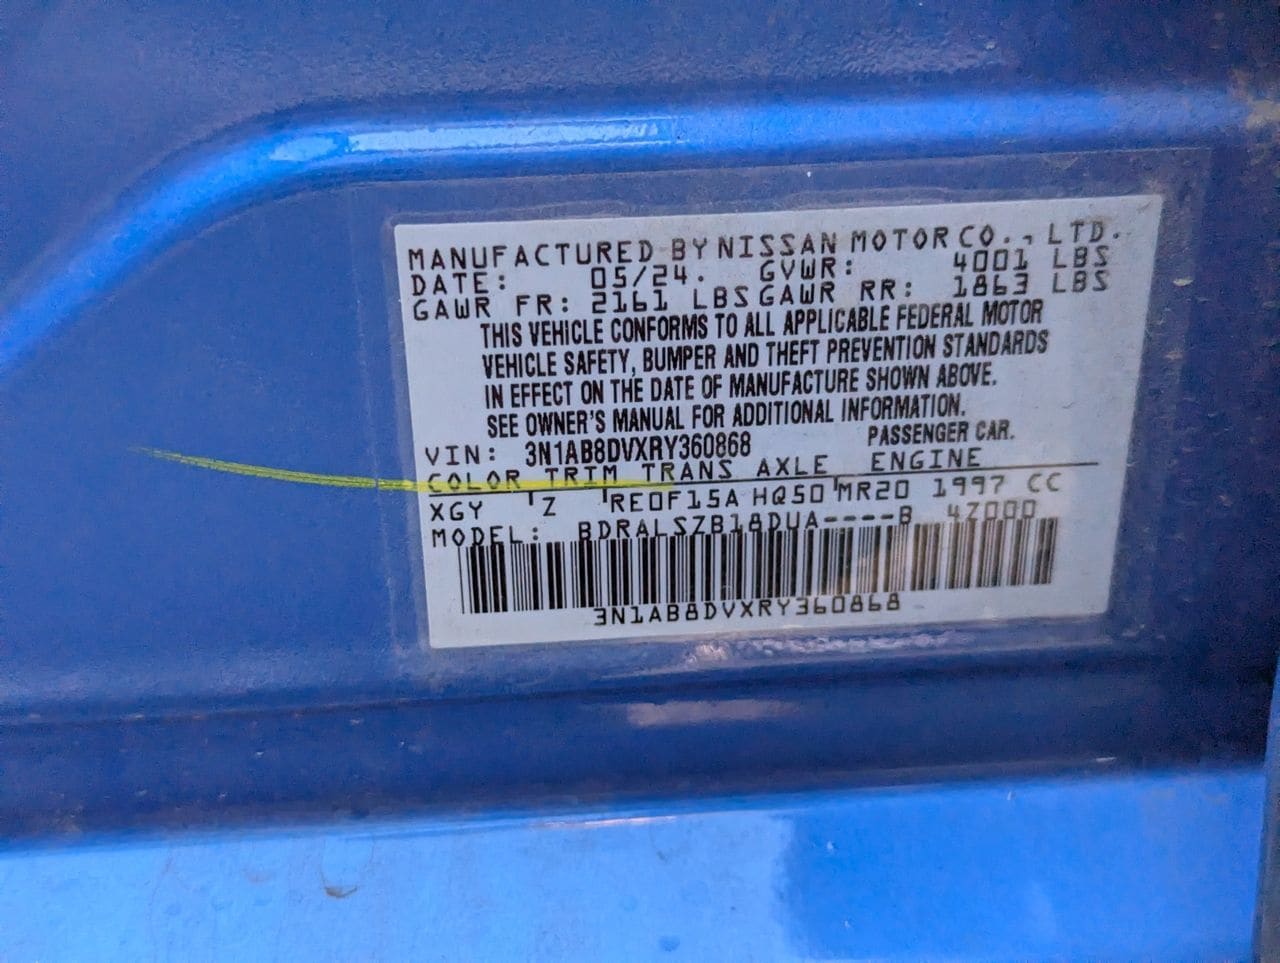 MANUFACTURED BY NISSAN MOTOR CO., LTD.
DATE: 05/24. GVWR: 4001 LBS
GAWR FR: 2161 LBS GAWR RR: 1863 LBS
THIS VEHICLE CONFORMS TO ALL APPLICABLE FEDERAL MOTOR
VEHICLE SAFETY, BUMPER AND THEFT PREVENTION STANDARDS
IN EFFECT ON THE DATE OF MANUFACTURE SHOWN ABOVE.
SEE OWNER'S MANUAL FOR ADDITIONAL INFORMATION.
VIN: 3N1AB8DVXRY360868 PASSENGER CAR.
COLOR TRIM TRANS AXLE ENGINE
XGY Z RE0F15A HQ50 MR20 1997 CC
MODEL: BDRALSZB18DUA----B 4Z000
3N1AB8DVXRY360868